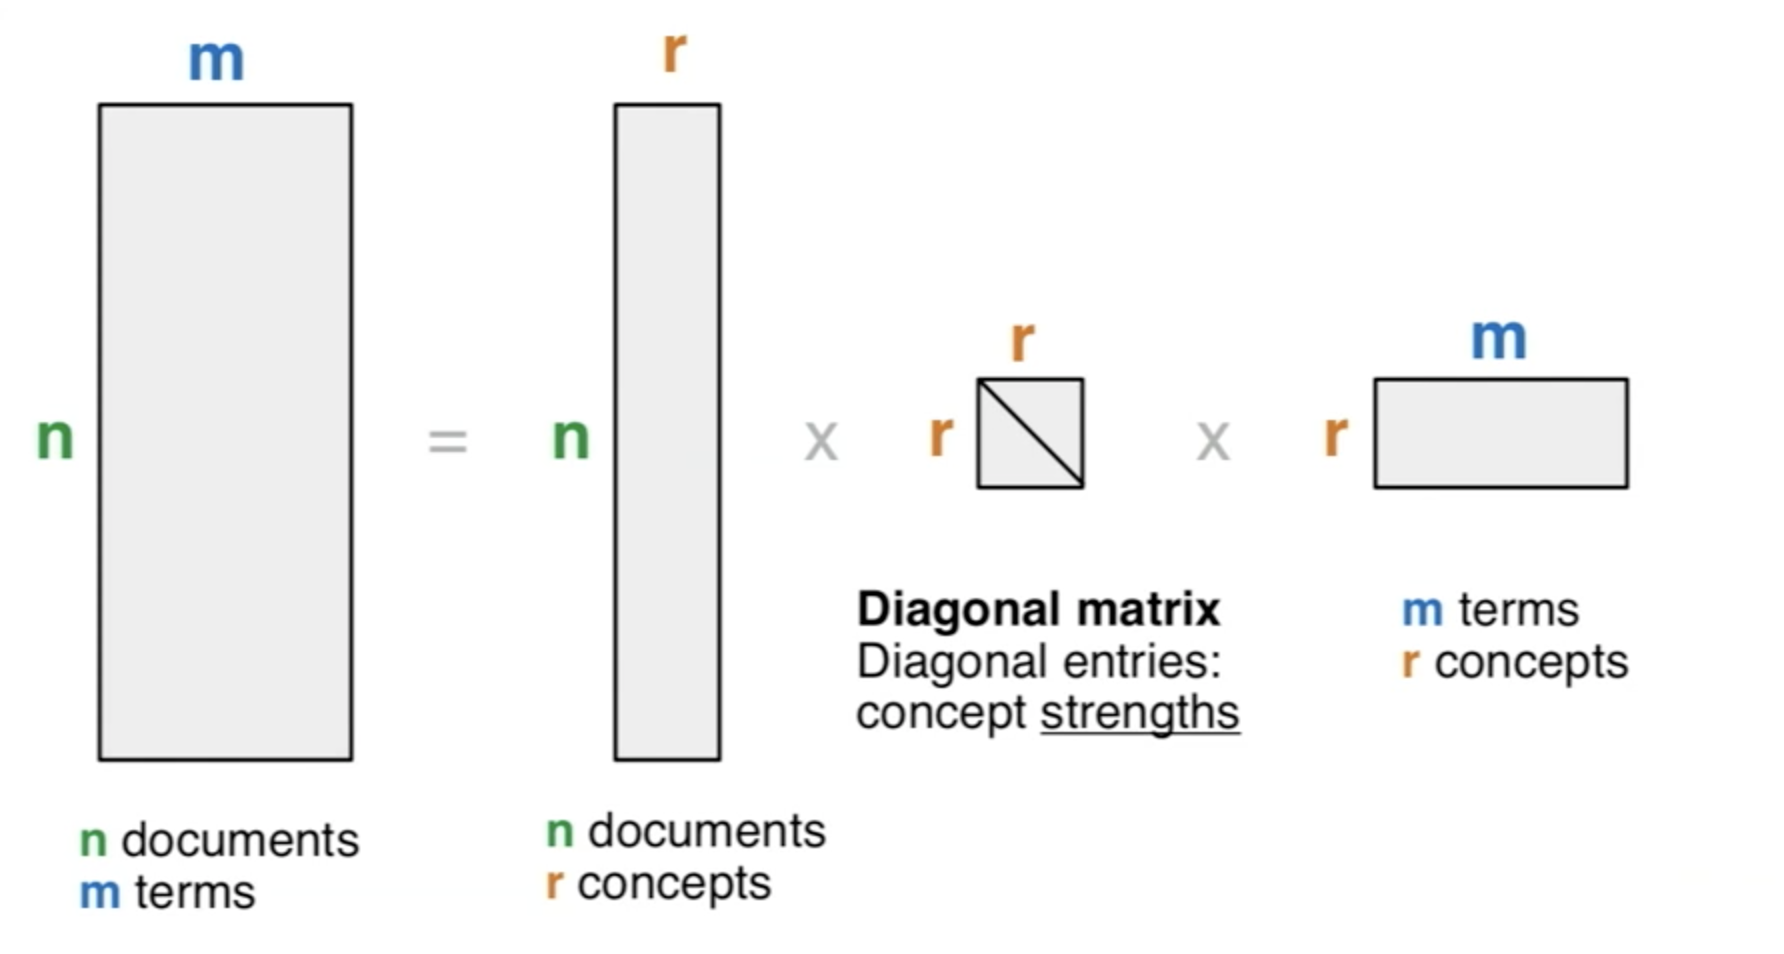 m
r
n
=
n
x
r
r
x
r
m
Diagonal matrix
Diagonal entries:
concept strengths
m terms
r concepts
n documents
m terms
n documents
r concepts